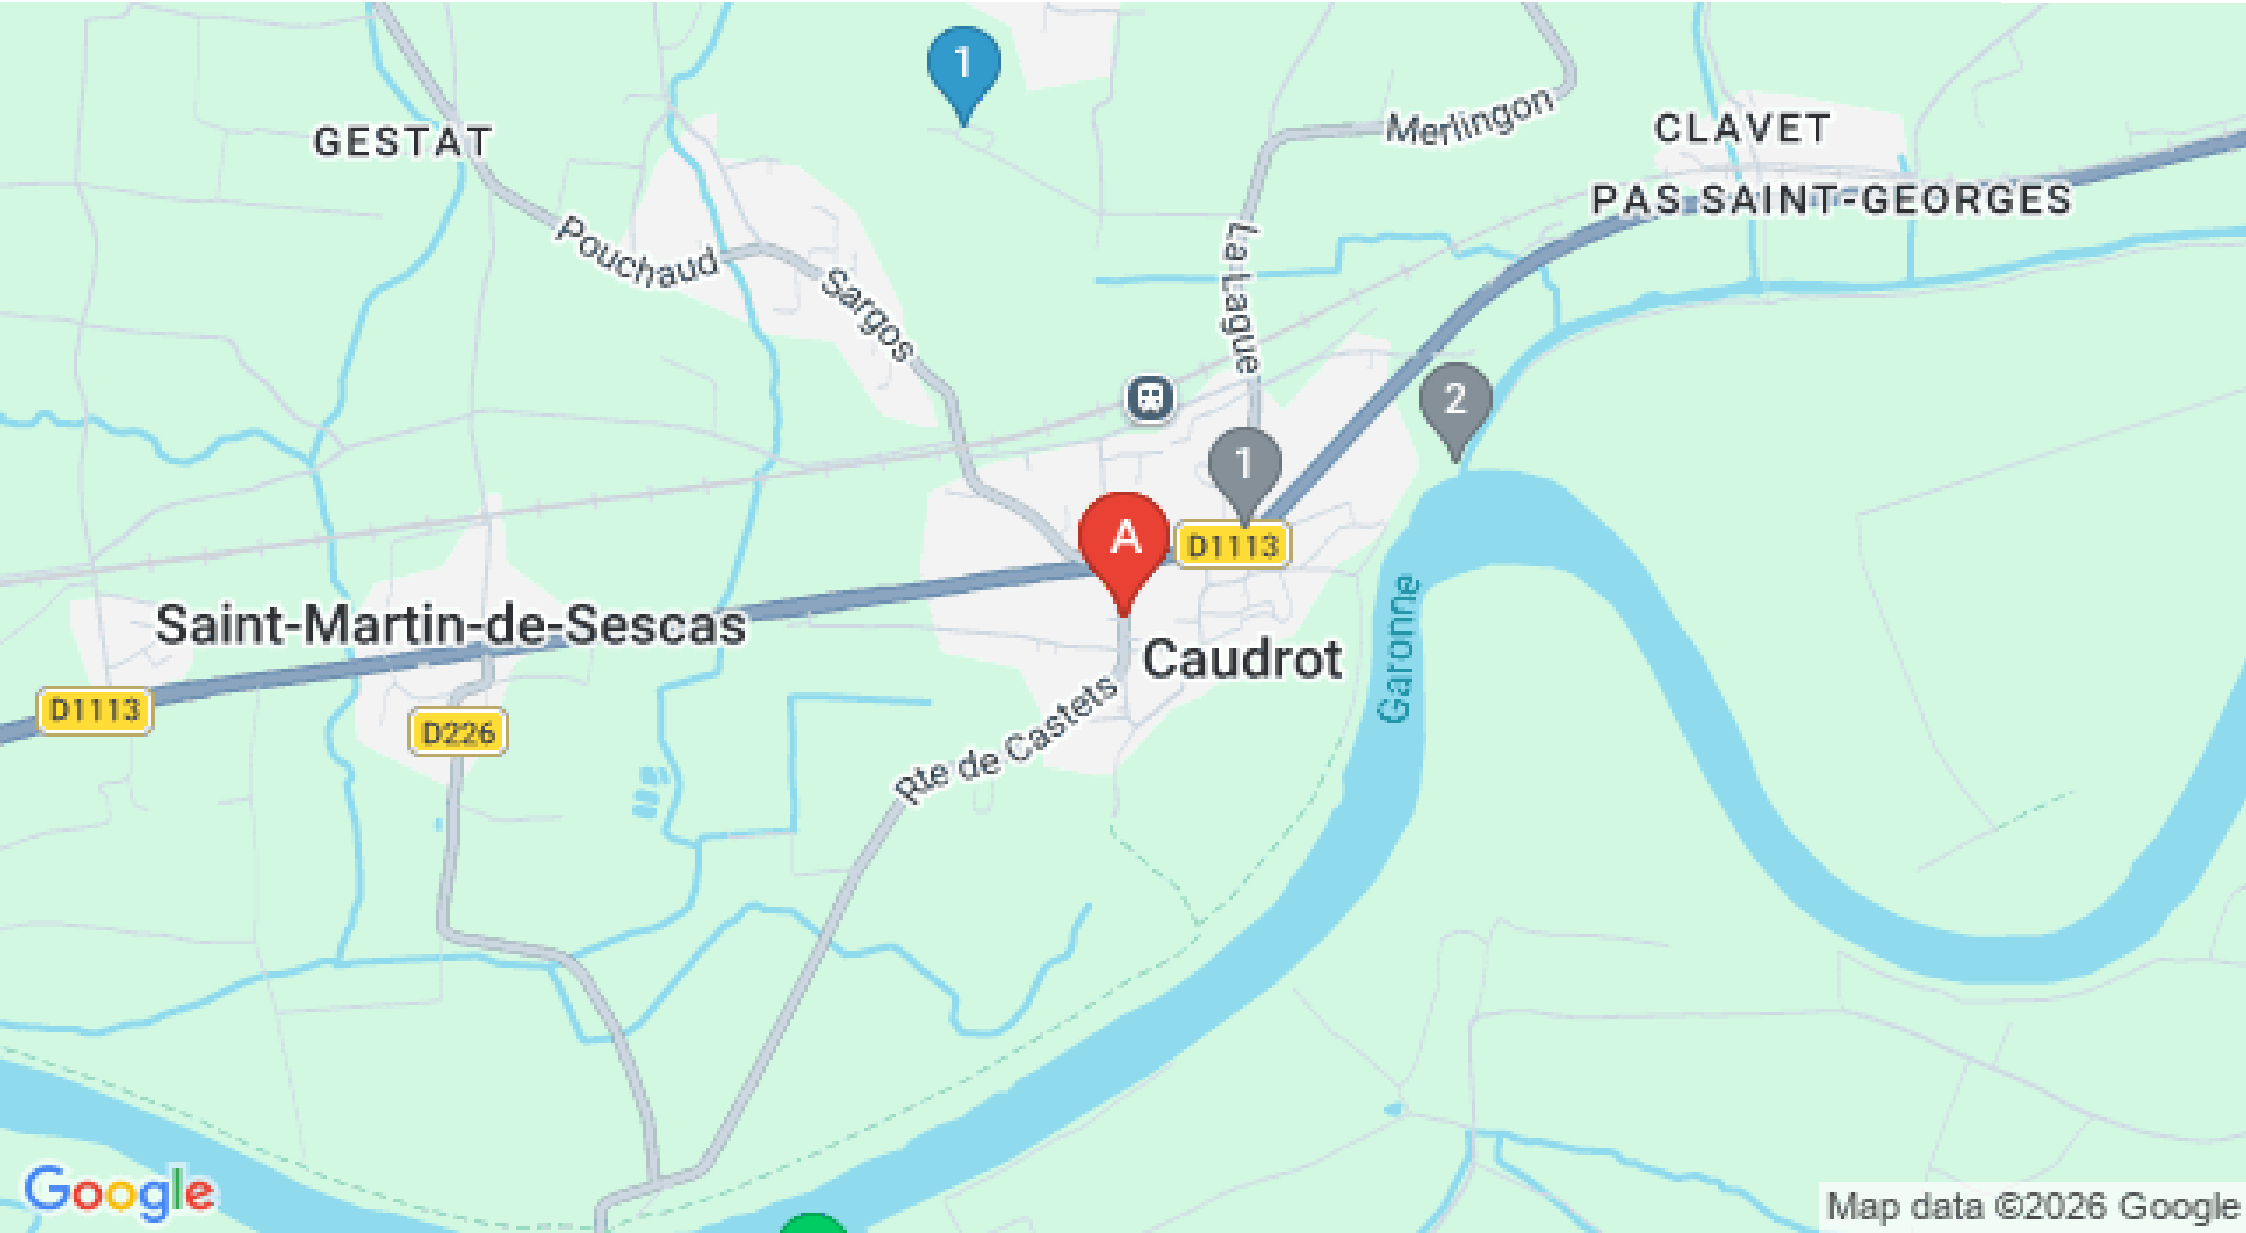 1
GESTAT
Merlingon
CLAVET
PAS SAINT-GEORGES
Pouchaud
Sargos
La Lague
2
1
A
D1113
Saint-Martin-de-Sescas
Caudrot
Garonne
D1113
D226
Rte de Castets
Google
Map data ©2026 Google